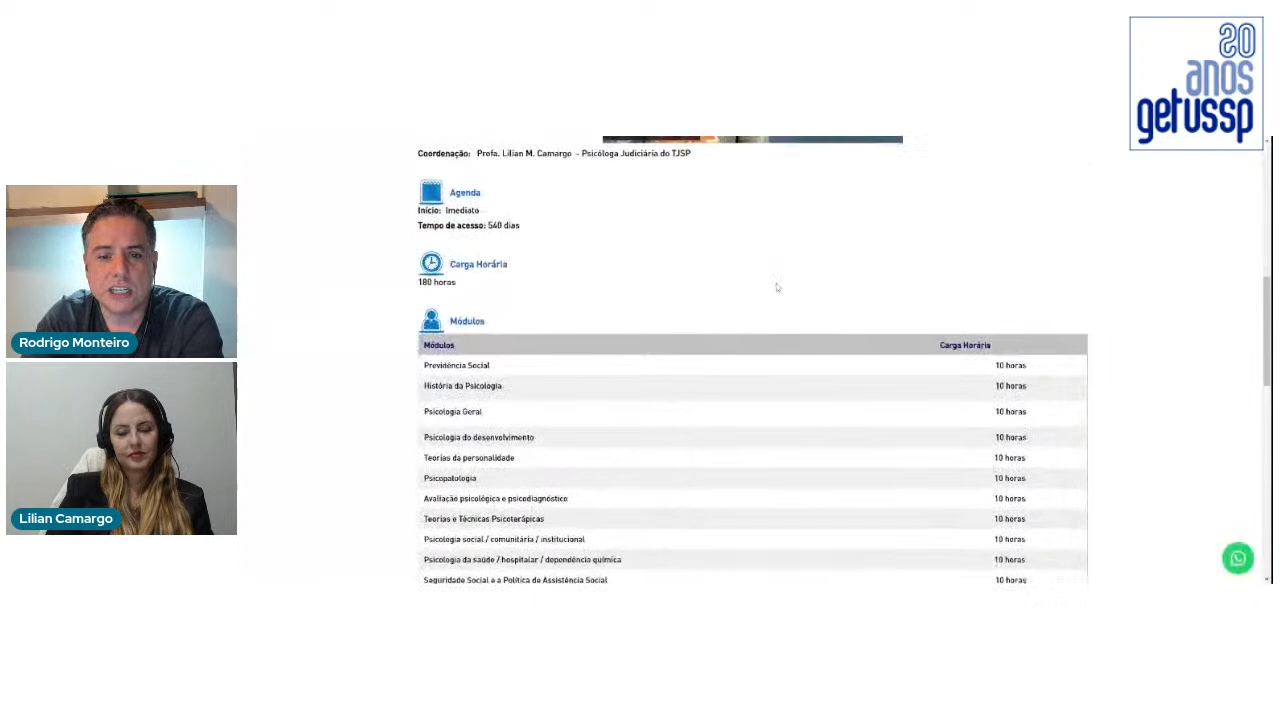 20
anos
getussp
Coordenação: Profa. Lilian M. Camargo - Psicóloga Judiciária do TJSP
Agenda
Início: Imediato
Tempo de acesso: 540 dias
Carga Horária
180 horas
Módulos
Módulos Carga Horária
Previdência Social 10 horas
História da Psicologia 10 horas
Psicologia Geral 10 horas
Psicologia do desenvolvimento 10 horas
Teorias da personalidade 10 horas
Psicopatologia 10 horas
Avaliação psicológica e psicodiagnóstico 10 horas
Teorias e Técnicas Psicoterápicas 10 horas
Psicologia social / comunitária / institucional 10 horas
Psicologia da saúde / hospitalar / dependência química 10 horas
Seguridade Social e a Política de Assistência Social 10 horas
Rodrigo Monteiro
Lilian Camargo